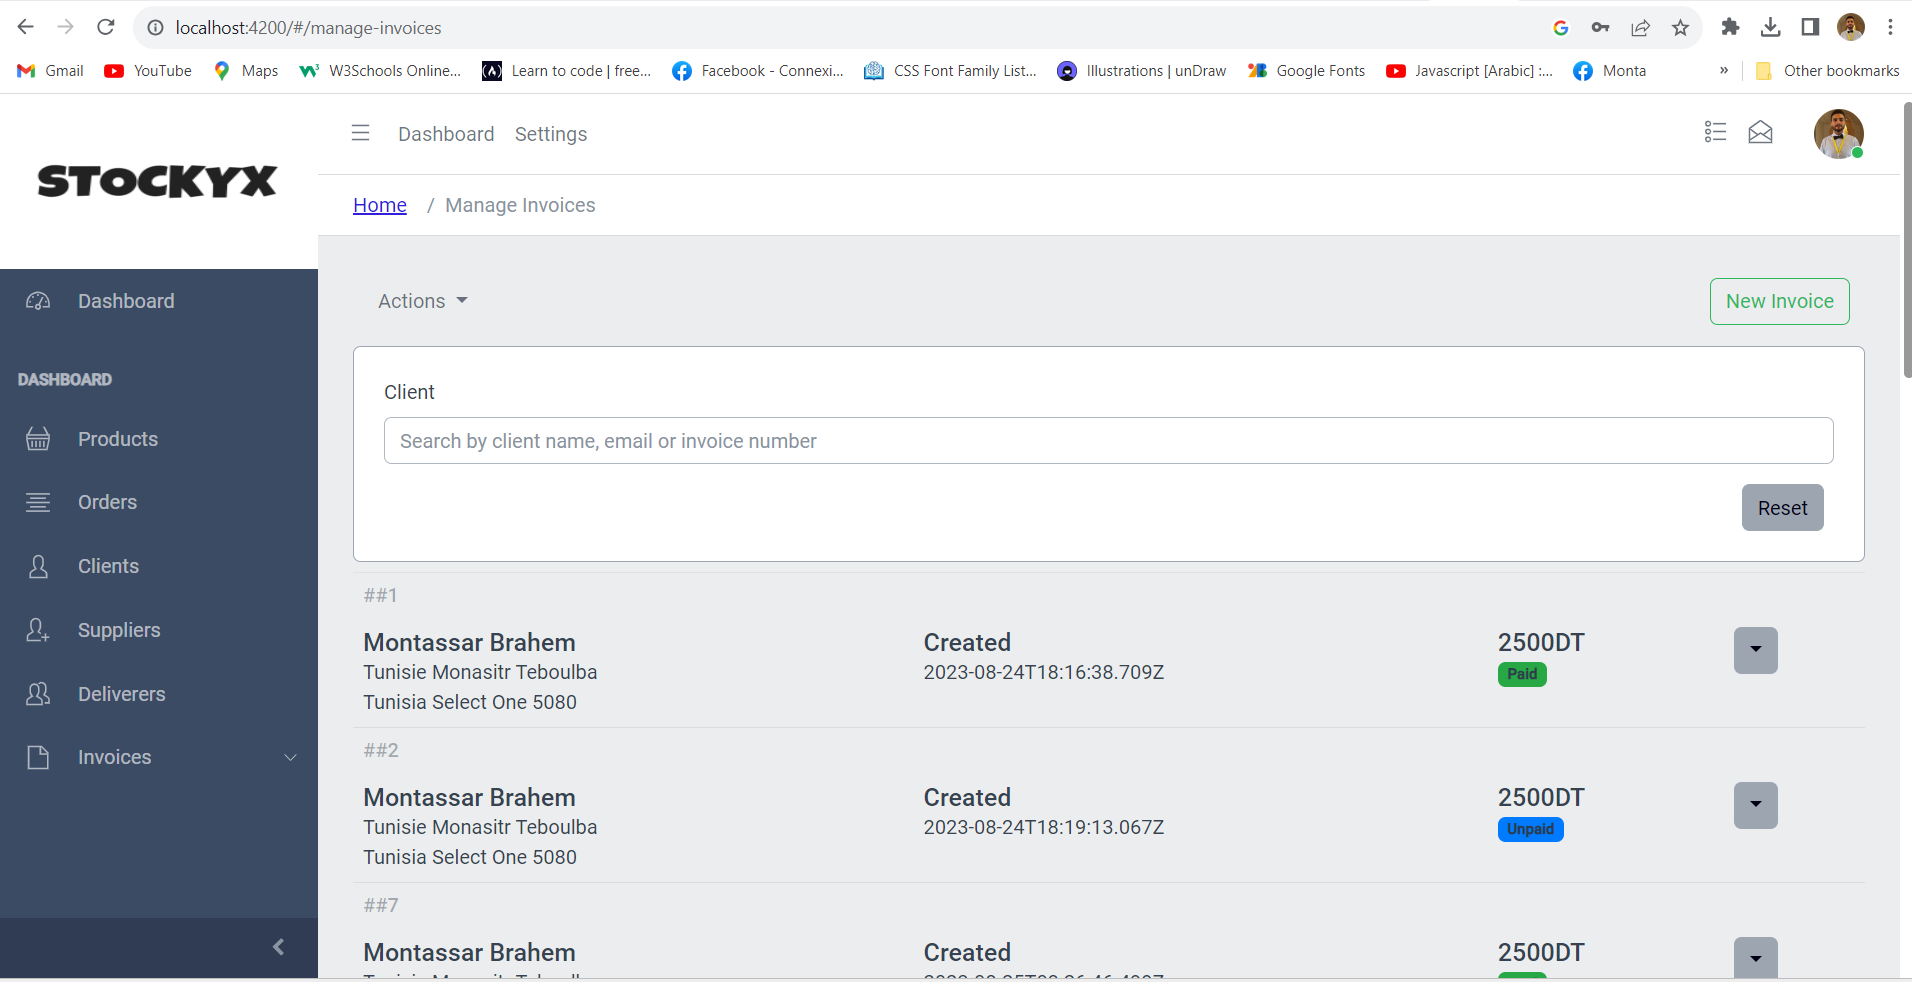 localhost:4200/#/manage-invoices
Gmail YouTube Maps W3Schools Online... Learn to code | free... Facebook - Connexi... CSS Font Family List... Illustrations | unDraw Google Fonts Javascript [Arabic] :... Monta » Other bookmarks
STOCKYX
Dashboard Settings
Home / Manage Invoices
Dashboard
DASHBOARD
Products
Orders
Clients
Suppliers
Deliverers
Invoices
Actions
New Invoice
Client
Search by client name, email or invoice number
Reset
##1
Montassar Brahem Created 2500DT
Tunisie Monasitr Teboulba 2023-08-24T18:16:38.709Z Paid
Tunisia Select One 5080
##2
Montassar Brahem Created 2500DT
Tunisie Monasitr Teboulba 2023-08-24T18:19:13.067Z Unpaid
Tunisia Select One 5080
##7
Montassar Brahem Created 2500DT